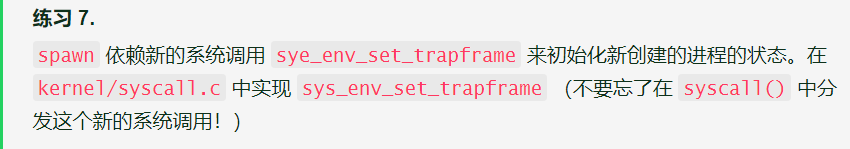 练习 7.
spawn 依赖新的系统调用 sye_env_set_trapframe 来初始化新创建的进程的状态。在
kernel/syscall.c 中实现 sys_env_set_trapframe （不要忘了在 syscall() 中分
发这个新的系统调用！）